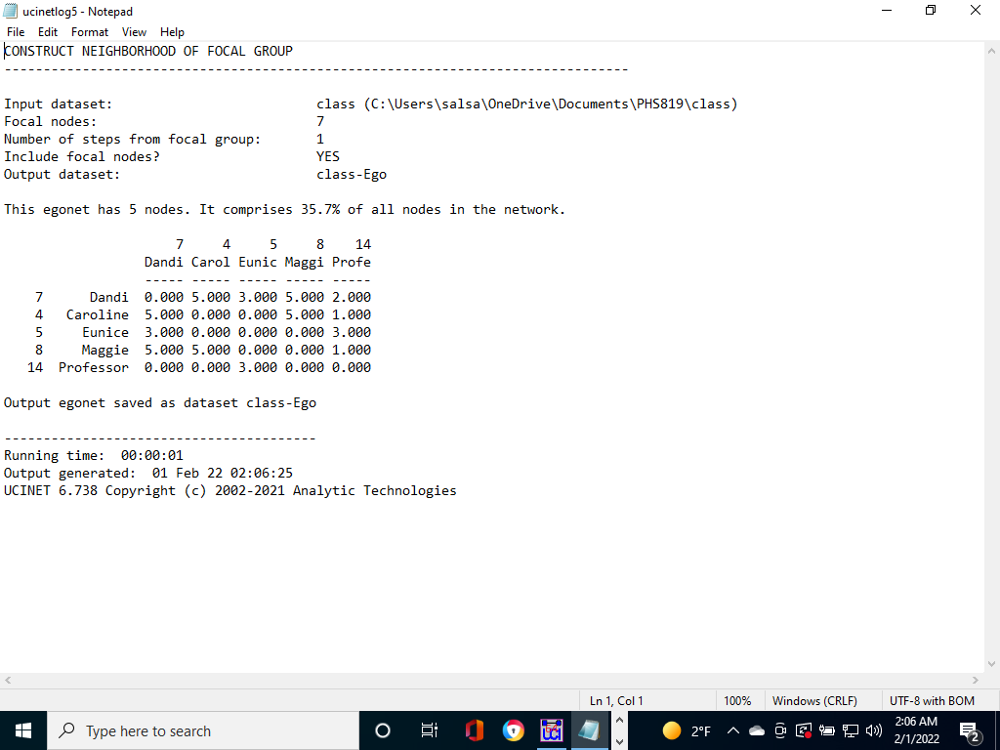 ucinetlog5 - Notepad
File Edit Format View Help
CONSTRUCT NEIGHBORHOOD OF FOCAL GROUP
--------------------------------------------------------------------------------
Input dataset: class (C:\Users\salsa\OneDrive\Documents\PHS819\class)
Focal nodes: 7
Number of steps from focal group: 1
Include focal nodes? YES
Output dataset: class-Ego
This egonet has 5 nodes. It comprises 35.7% of all nodes in the network.
7 4 5 8 14
Dandi Carol Eunic Maggi Profe
----- ----- ----- ----- -----
7 Dandi 0.000 5.000 3.000 5.000 2.000
4 Caroline 5.000 0.000 0.000 5.000 1.000
5 Eunice 3.000 0.000 0.000 0.000 3.000
8 Maggie 5.000 5.000 0.000 0.000 1.000
14 Professor 0.000 0.000 3.000 0.000 0.000
Output egonet saved as dataset class-Ego
----------------------------------------
Running time: 00:00:01
Output generated: 01 Feb 22 02:06:25
UCINET 6.738 Copyright (c) 2002-2021 Analytic Technologies
Ln 1, Col 1 100% Windows (CRLF) UTF-8 with BOM
Type here to search UC 2°F 2:06 AM
2/1/2022 2